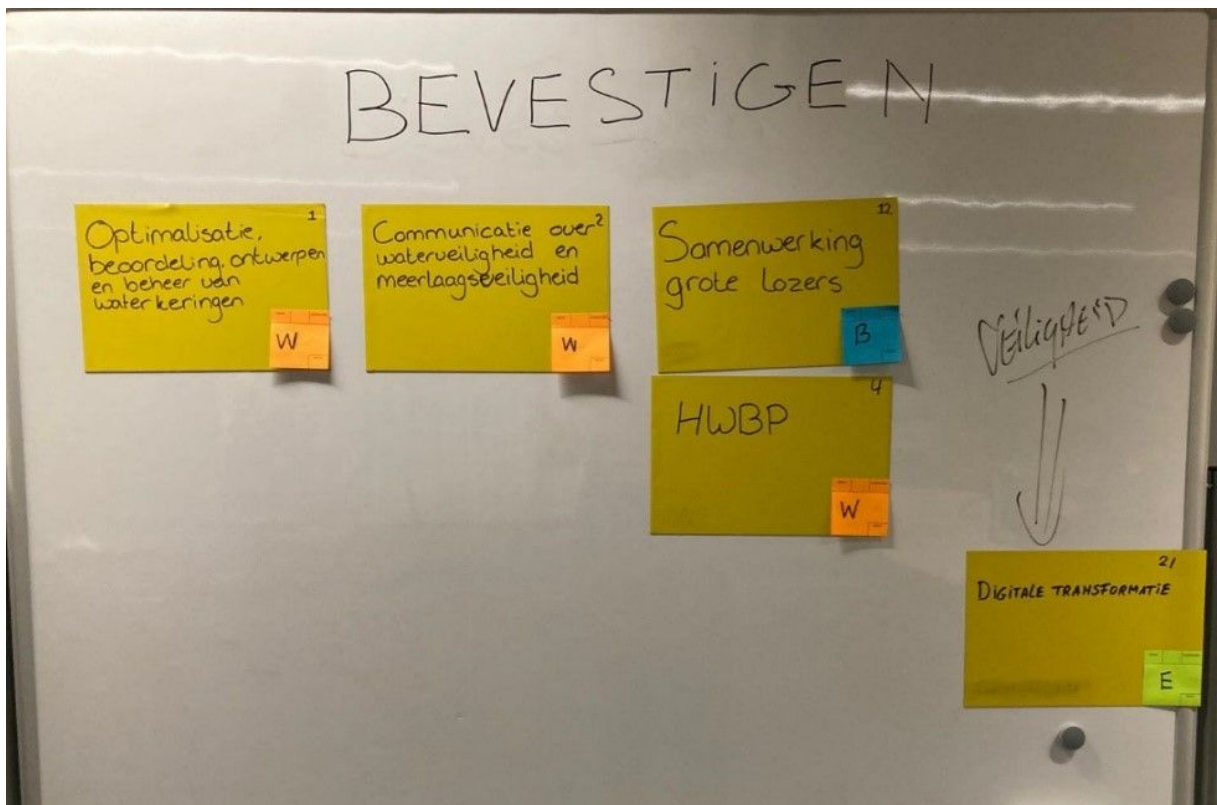 BEVESTIGEN
1
Optimalisatie,
beoordeling, ontwerpen
en beheer van
waterkeringen
W
2
Communicatie over
waterveiligheid en
meerlaagsveiligheid
W
12
Samenwerking
grote lozers
B
4
HWBP
W
VEILIGHEID
21
DIGITALE TRANSFORMATIE
E